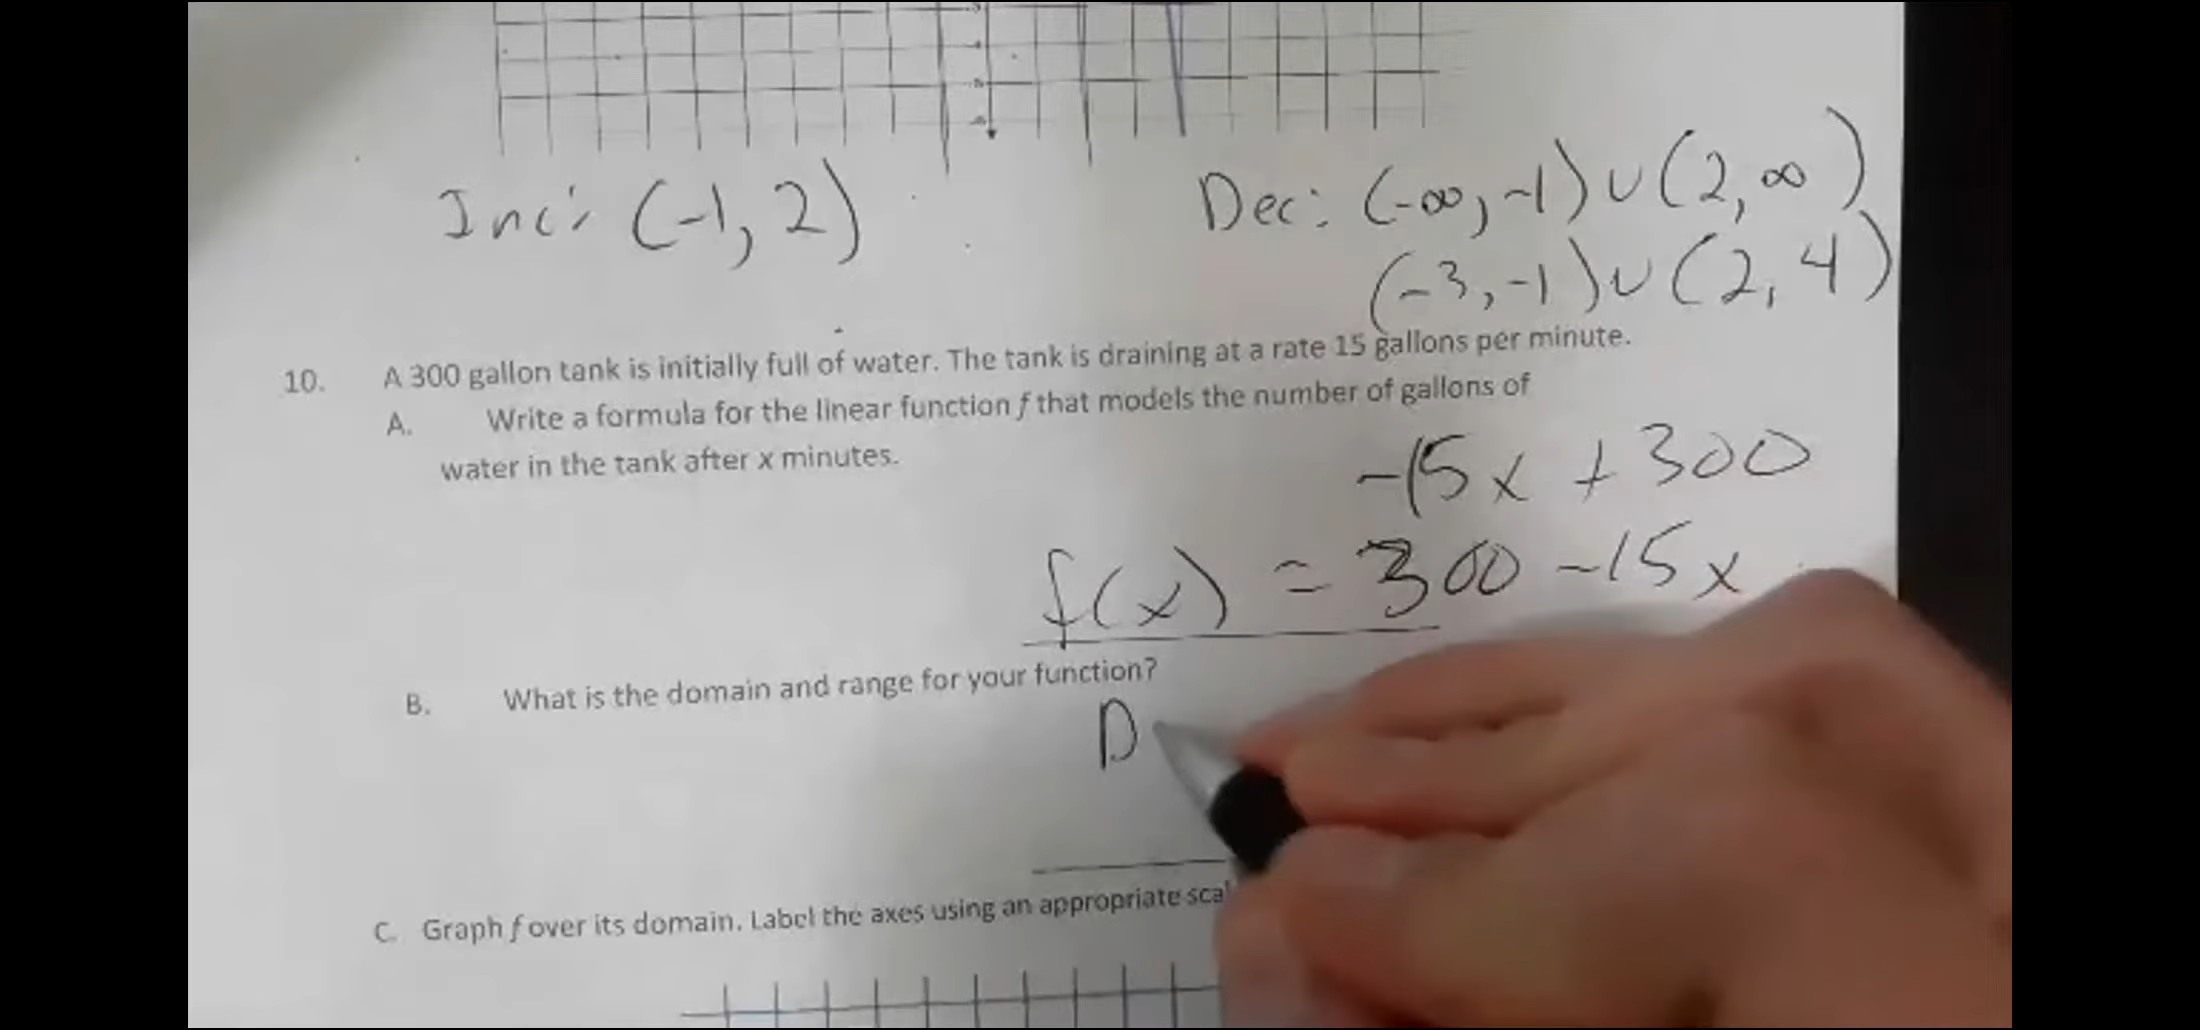 Inc: (-1, 2)
Dec: (-∞, -1) ∪ (2, ∞)
(-3, -1) ∪ (2, 4)
10. A 300 gallon tank is initially full of water. The tank is draining at a rate 15 gallons per minute.
A. Write a formula for the linear function f that models the number of gallons of
water in the tank after x minutes.
-15x + 300
f(x) = 300 - 15x
B. What is the domain and range for your function?
D
C. Graph f over its domain. Label the axes using an appropriate